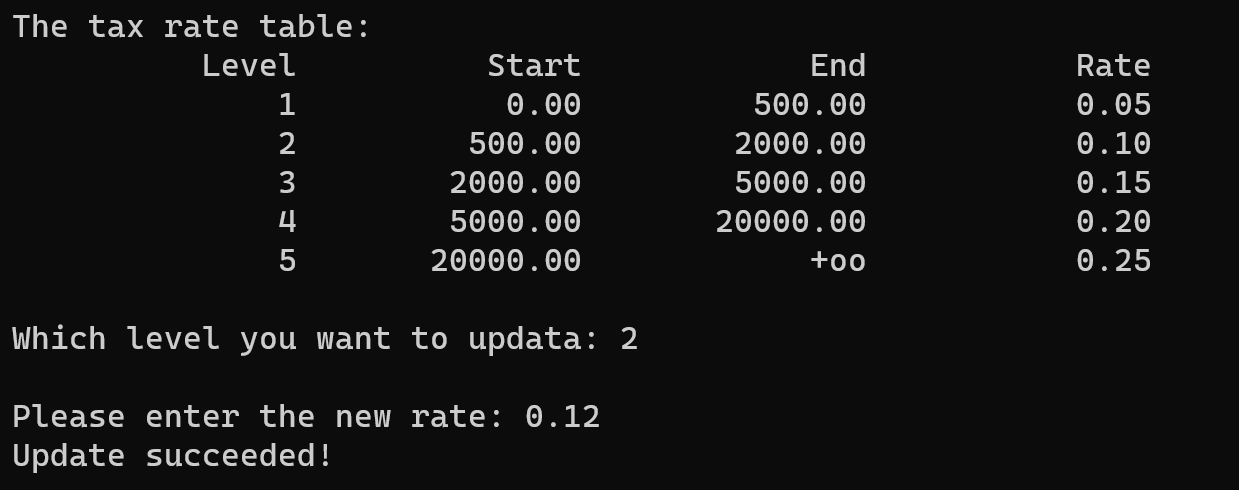 The tax rate table:
Level Start End Rate
1 0.00 500.00 0.05
2 500.00 2000.00 0.10
3 2000.00 5000.00 0.15
4 5000.00 20000.00 0.20
5 20000.00 +oo 0.25
Which level you want to updata: 2
Please enter the new rate: 0.12
Update succeeded!